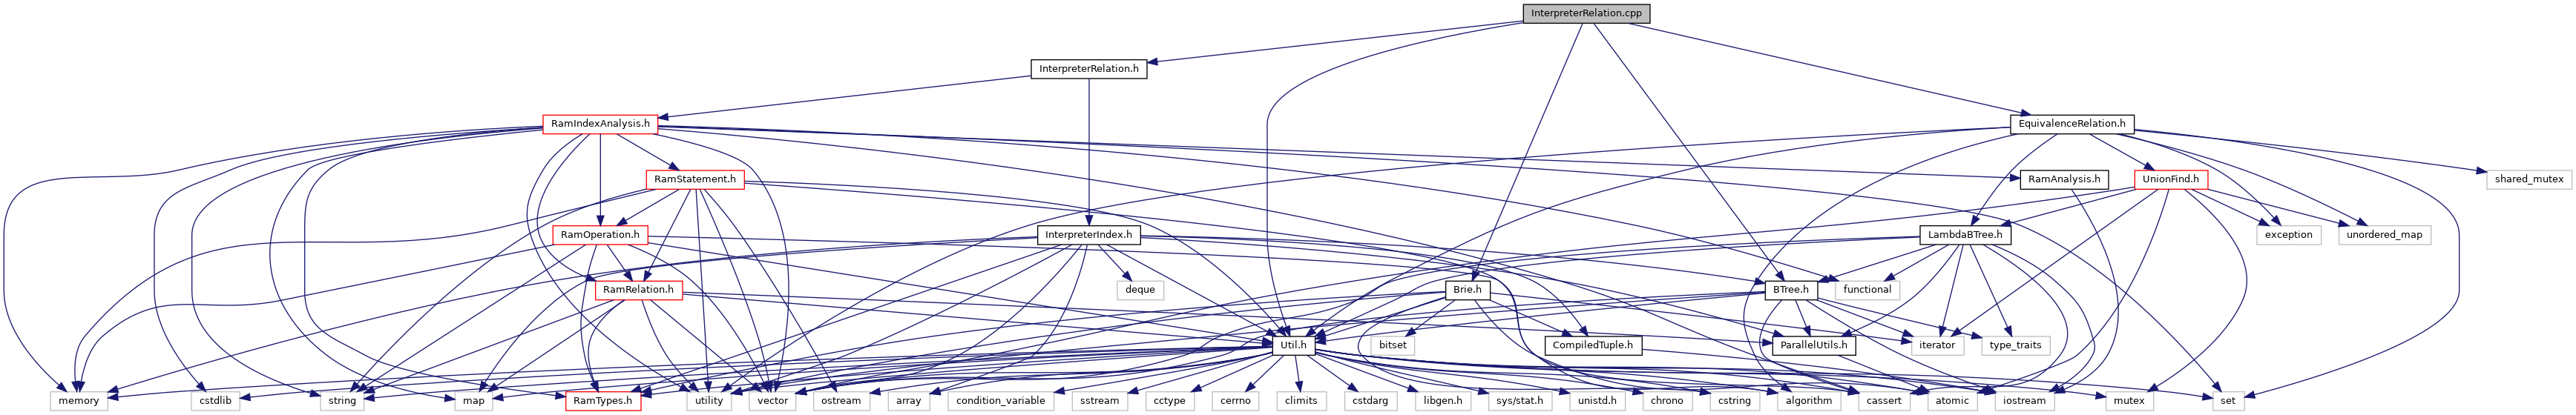 InterpreterRelation.cpp
InterpreterRelation.h
RamIndexAnalysis.h
EquivalenceRelation.h
RamStatement.h
RamAnalysis.h
UnionFind.h
shared_mutex
RamOperation.h
InterpreterIndex.h
LambdaBTree.h
exception
unordered_map
RamRelation.h
deque
Brie.h
BTree.h
functional
Util.h
bitset
CompiledTuple.h
ParallelUtils.h
iterator
type_traits
memory
cstdlib
string
map
RamTypes.h
utility
vector
ostream
array
condition_variable
sstream
cctype
cerrno
climits
cstdarg
libgen.h
sys/stat.h
unistd.h
chrono
cstring
algorithm
cassert
atomic
iostream
mutex
set